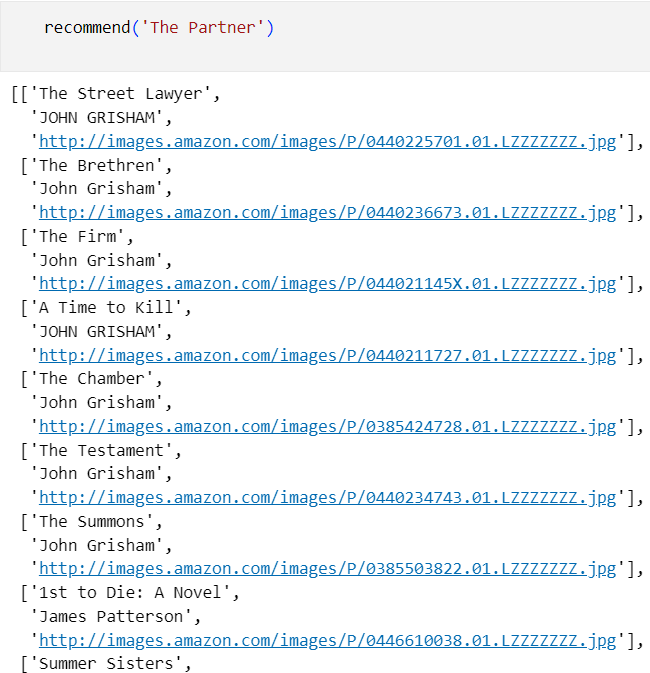 recommend('The Partner')
[['The Street Lawyer',
'JOHN GRISHAM',
'http://images.amazon.com/images/P/0440225701.01.LZZZZZZZ.jpg'],
['The Brethren',
'John Grisham',
'http://images.amazon.com/images/P/0440236673.01.LZZZZZZZ.jpg'],
['The Firm',
'John Grisham',
'http://images.amazon.com/images/P/044021145X.01.LZZZZZZZ.jpg'],
['A Time to Kill',
'JOHN GRISHAM',
'http://images.amazon.com/images/P/0440211727.01.LZZZZZZZ.jpg'],
['The Chamber',
'John Grisham',
'http://images.amazon.com/images/P/0385424728.01.LZZZZZZZ.jpg'],
['The Testament',
'John Grisham',
'http://images.amazon.com/images/P/0440234743.01.LZZZZZZZ.jpg'],
['The Summons',
'John Grisham',
'http://images.amazon.com/images/P/0385503822.01.LZZZZZZZ.jpg'],
['1st to Die: A Novel',
'James Patterson',
'http://images.amazon.com/images/P/0446610038.01.LZZZZZZZ.jpg'],
['Summer Sisters',